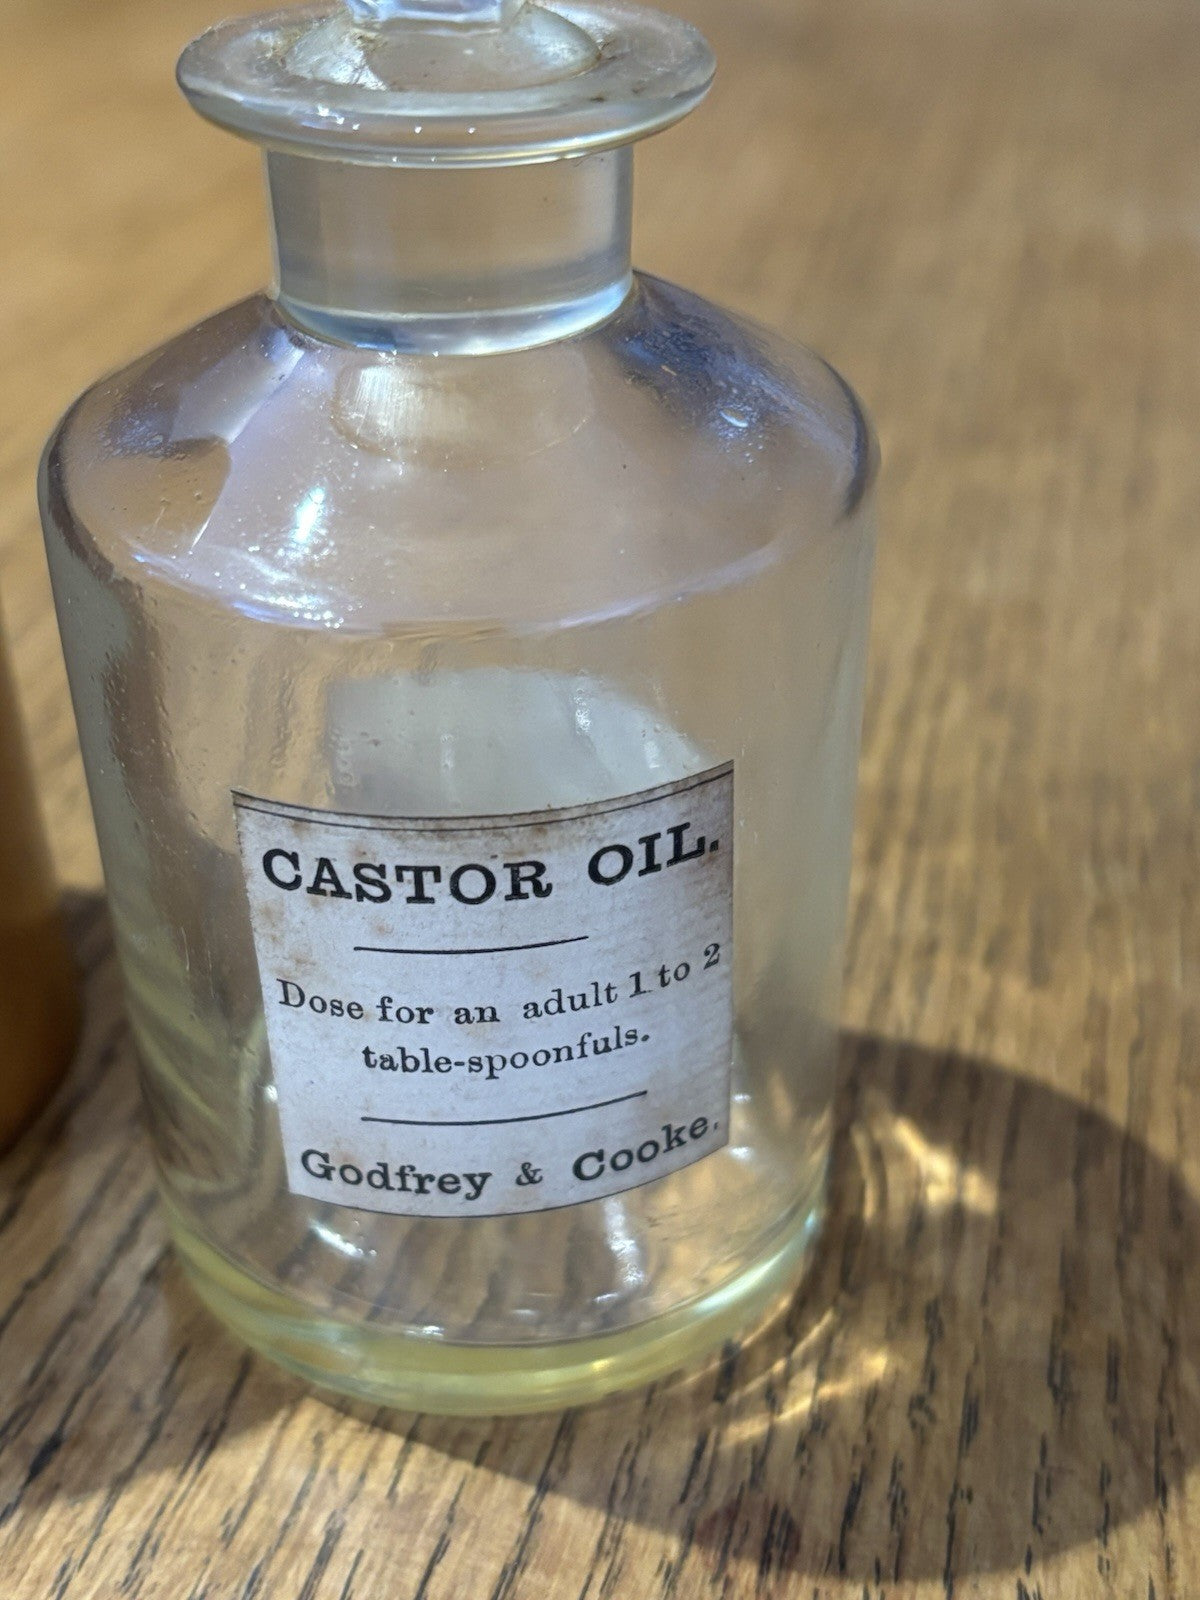 CASTOR OIL.
Dose for an adult 1 to 2
table-spoonfuls.
Godfrey & Cooke.